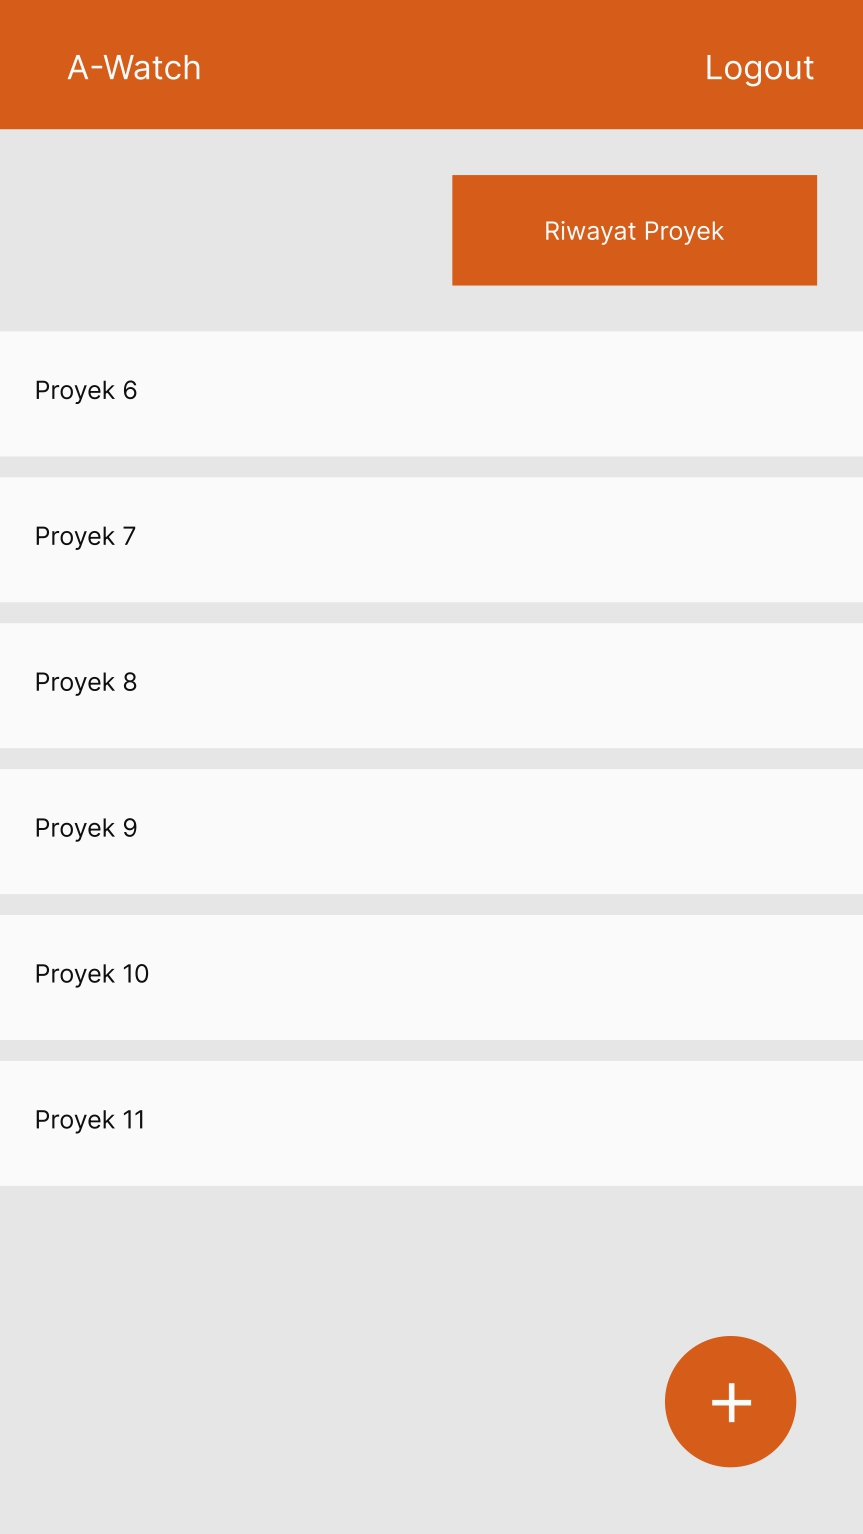 A-Watch
Logout
Riwayat Proyek
Proyek 6
Proyek 7
Proyek 8
Proyek 9
Proyek 10
Proyek 11
+